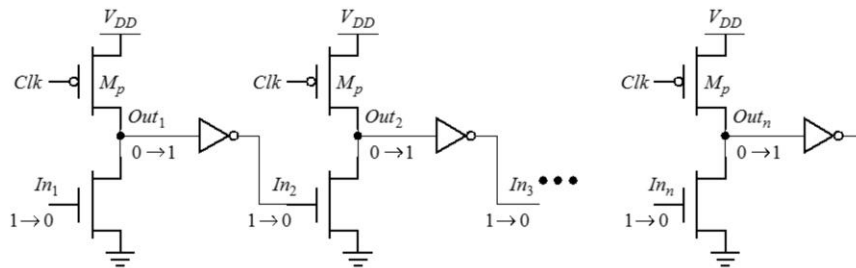 V_DD V_DD V_DD
Clk M_p Clk M_p Clk M_p
Out_1 Out_2 Out_n
0→1 0→1 0→1
In_1 In_2 In_3 ••• In_n
1→0 1→0 1→0 1→0